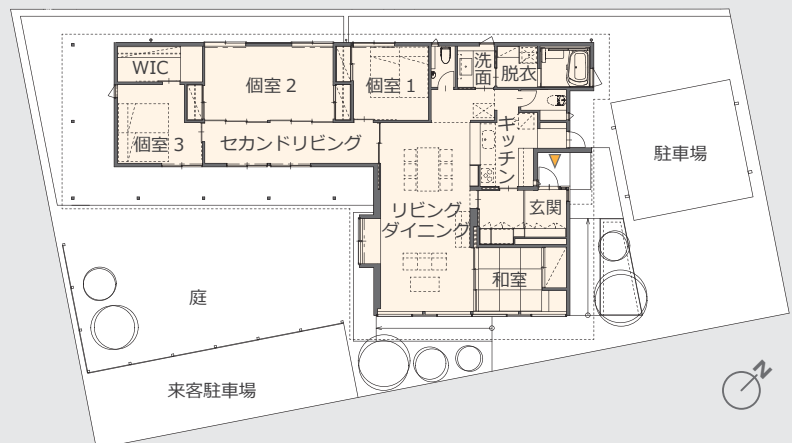 WIC
個室２
個室１
洗面
脱衣
個室３
セカンドリビング
キッチン
駐車場
リビング
ダイニング
玄関
和室
庭
来客駐車場
N